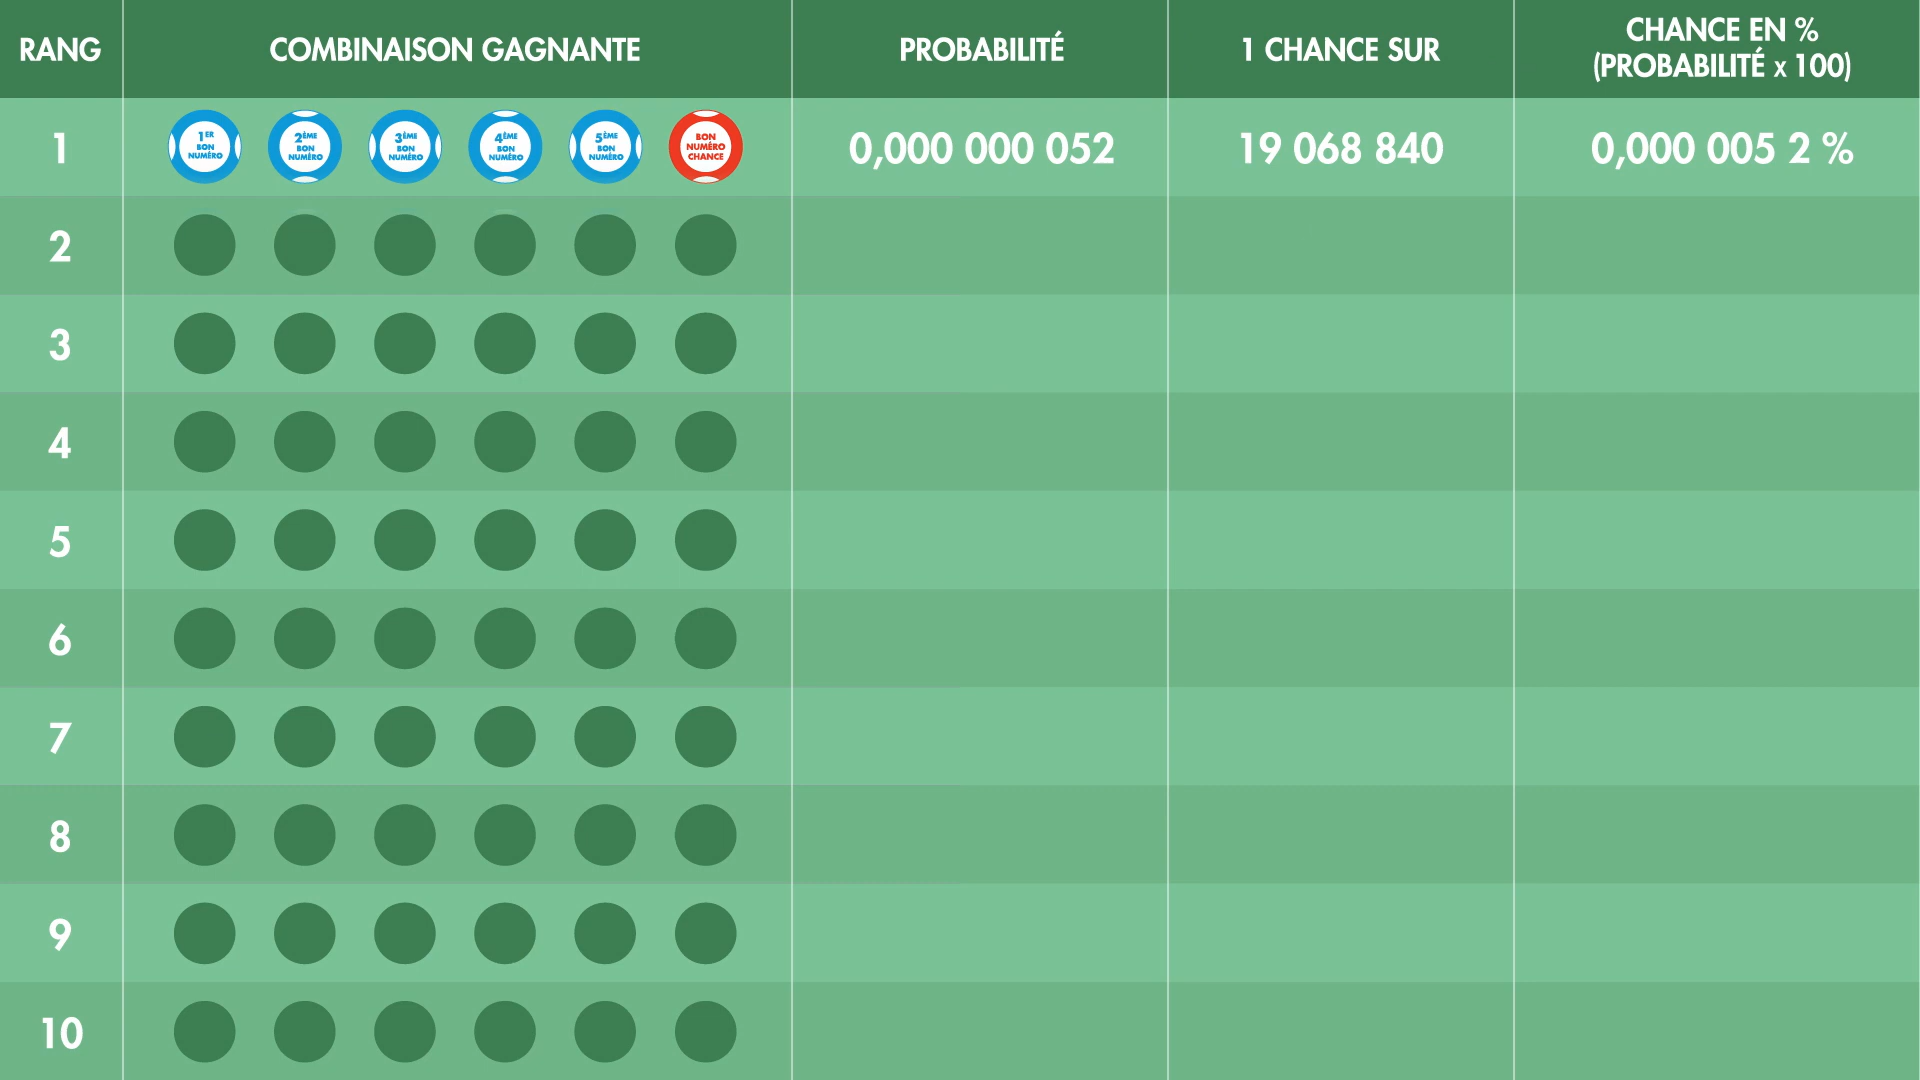 RANG
COMBINAISON GAGNANTE
PROBABILITÉ
1 CHANCE SUR
CHANCE EN %
(PROBABILITÉ x 100)
1
1ER
BON
NUMÉRO
2ÈME
BON
NUMÉRO
3ÈME
BON
NUMÉRO
4ÈME
BON
NUMÉRO
5ÈME
BON
NUMÉRO
BON
NUMÉRO
CHANCE
0,000 000 052
19 068 840
0,000 005 2 %
2
3
4
5
6
7
8
9
10